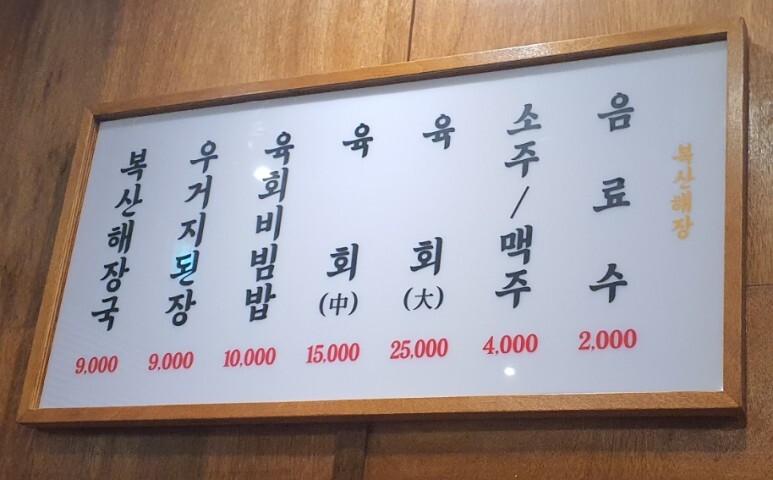 복산해장국
9,000
우거지된장
9,000
육회비빔밥
10,000
육회(中)
15,000
육회(大)
25,000
소주/맥주
4,000
음료수
2,000
복산해장